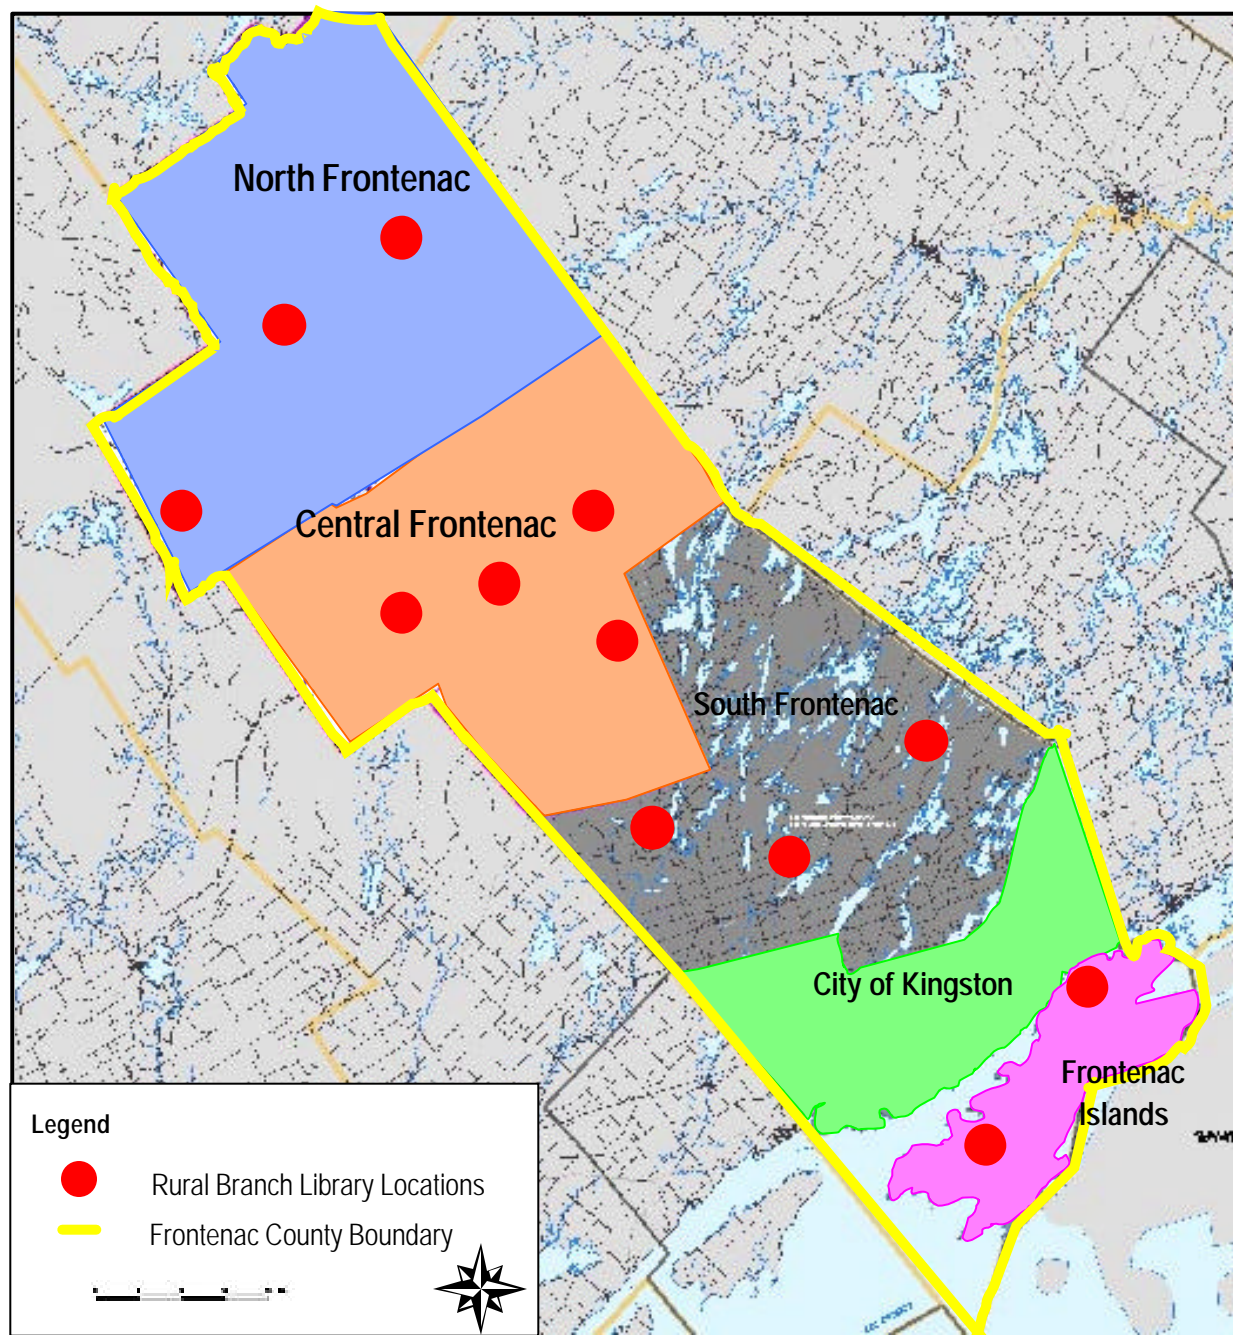 North Frontenac
Central Frontenac
South Frontenac
City of Kingston
Frontenac
Islands
Legend
Rural Branch Library Locations
Frontenac County Boundary